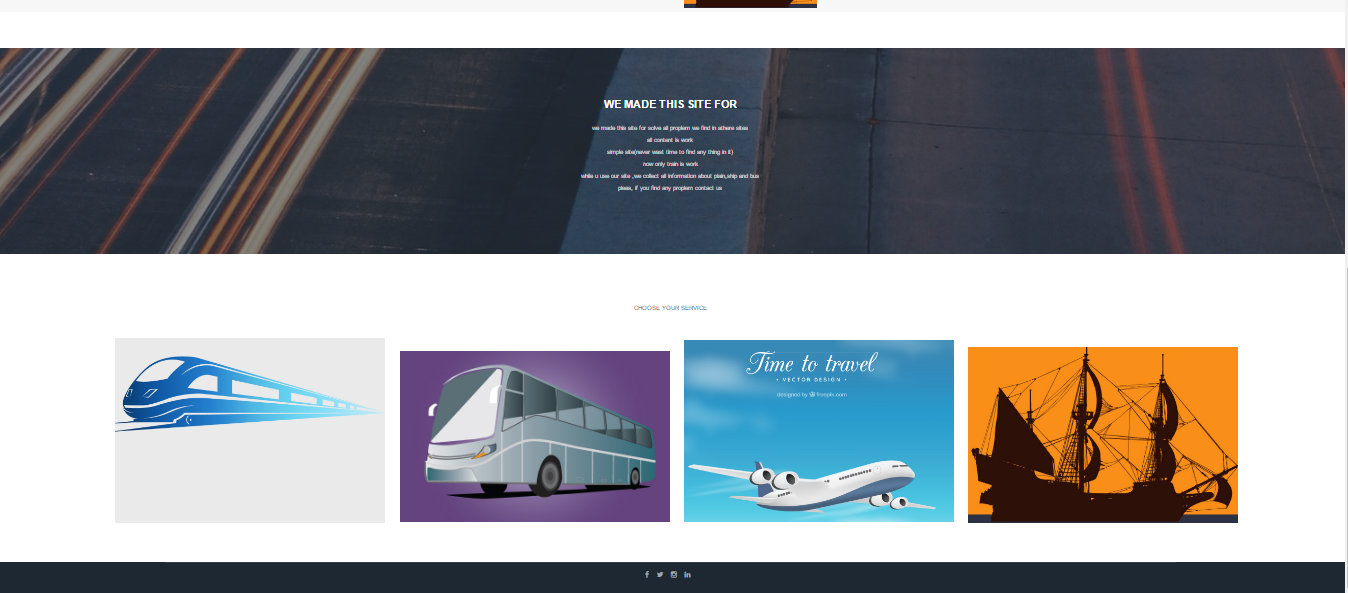 WE MADE THIS SITE FOR
we made this site for solve all proplem we find in athere sites
all content is work
simple site(never wast time to find any thing in it)
now only train is work
while u use our site ,we collect all information about plain,ship and bus
pleas, if you find any proplem contact us
CHOOSE YOUR SERVICE
Time to travel
• VECTOR DESIGN •
designed by freepik.com